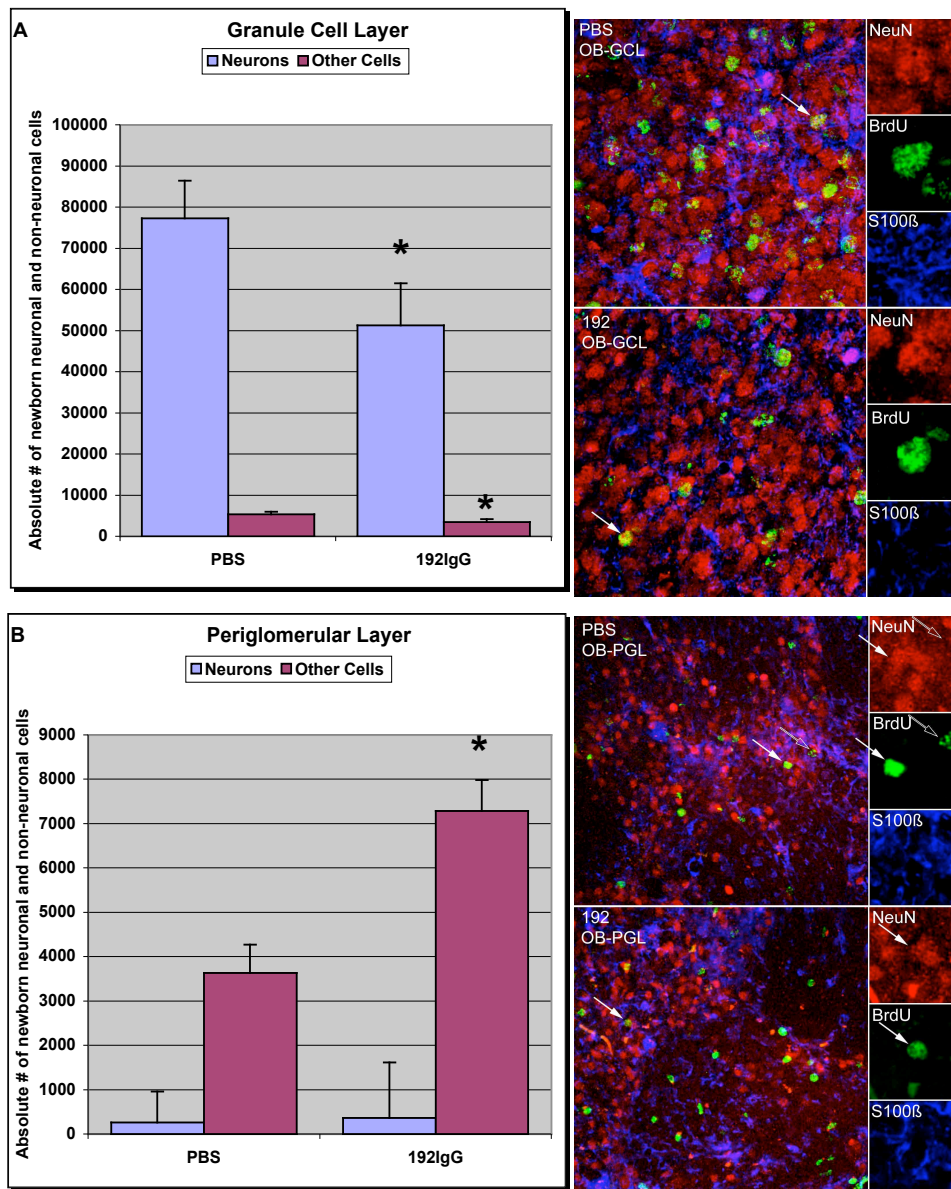 A
Granule Cell Layer
Neurons Other Cells
Absolute # of newborn neuronal and non-neuronal cells
100000
90000
80000
70000
60000
50000
40000
30000
20000
10000
0
*
*
PBS 192IgG
PBS
OB-GCL
NeuN
BrdU
S100ß
192
OB-GCL
NeuN
BrdU
S100ß
B
Periglomerular Layer
Neurons Other Cells
Absolute # of newborn neuronal and non-neuronal cells
9000
8000
7000
6000
5000
4000
3000
2000
1000
0
*
PBS 192IgG
PBS
OB-PGL
NeuN
BrdU
S100ß
192
OB-PGL
NeuN
BrdU
S100ß